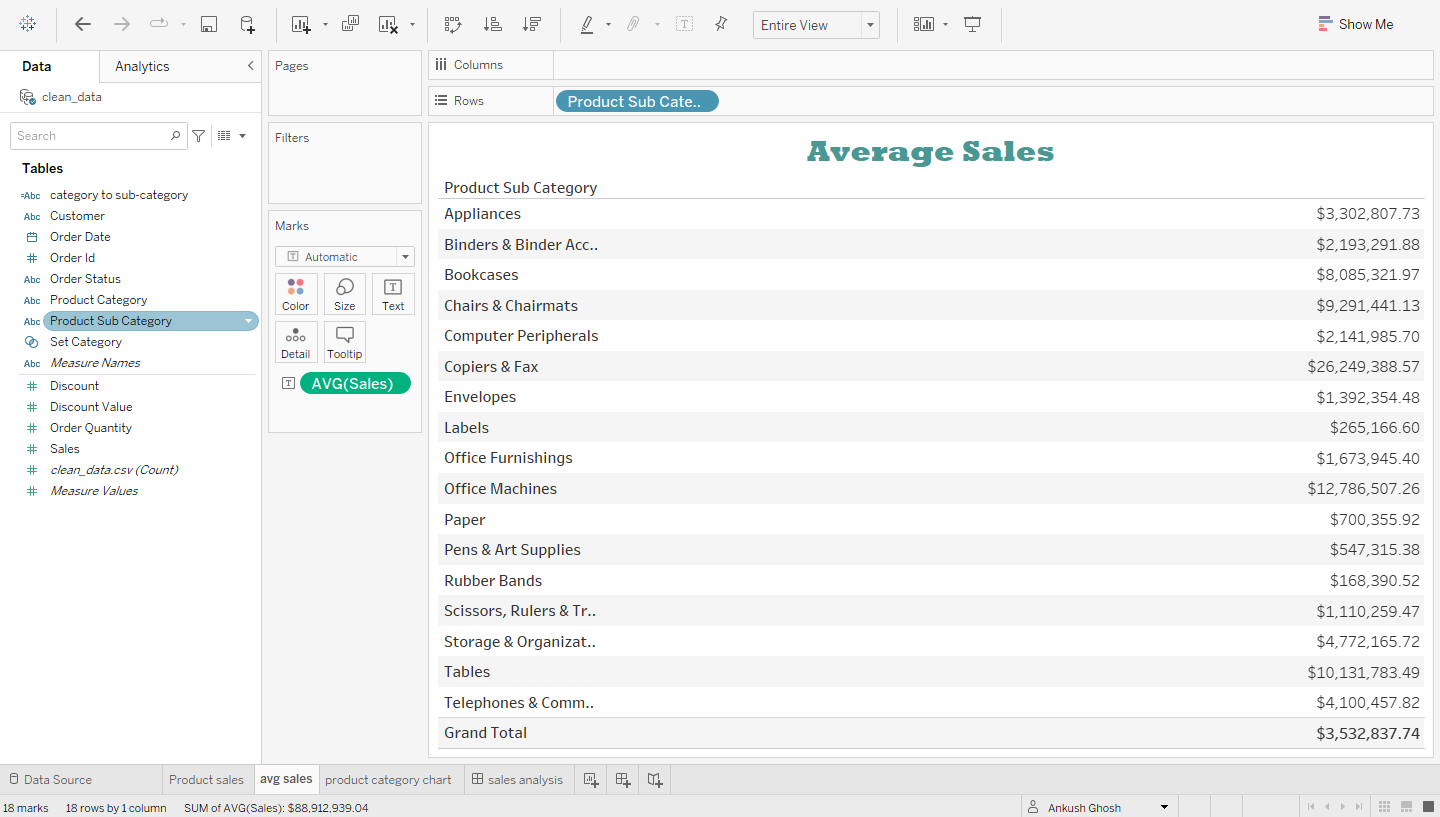 Entire View
Show Me
Data
Analytics
clean_data
Search
Tables
=Abc category to sub-category
Abc Customer
Order Date
# Order Id
Abc Order Status
Abc Product Category
Abc Product Sub Category
Set Category
Abc Measure Names
# Discount
# Discount Value
# Order Quantity
# Sales
# clean_data.csv (Count)
# Measure Values
Pages
Filters
Marks
T Automatic
Color Size T Text
Detail Tooltip
T AVG(Sales)
Columns
Rows Product Sub Cate..
Average Sales
Product Sub Category
Appliances $3,302,807.73
Binders & Binder Acc.. $2,193,291.88
Bookcases $8,085,321.97
Chairs & Chairmats $9,291,441.13
Computer Peripherals $2,141,985.70
Copiers & Fax $26,249,388.57
Envelopes $1,392,354.48
Labels $265,166.60
Office Furnishings $1,673,945.40
Office Machines $12,786,507.26
Paper $700,355.92
Pens & Art Supplies $547,315.38
Rubber Bands $168,390.52
Scissors, Rulers & Tr.. $1,110,259.47
Storage & Organizat.. $4,772,165.72
Tables $10,131,783.49
Telephones & Comm.. $4,100,457.82
Grand Total $3,532,837.74
Data Source Product sales avg sales product category chart sales analysis
18 marks 18 rows by 1 column SUM of AVG(Sales): $88,912,939.04 Ankush Ghosh